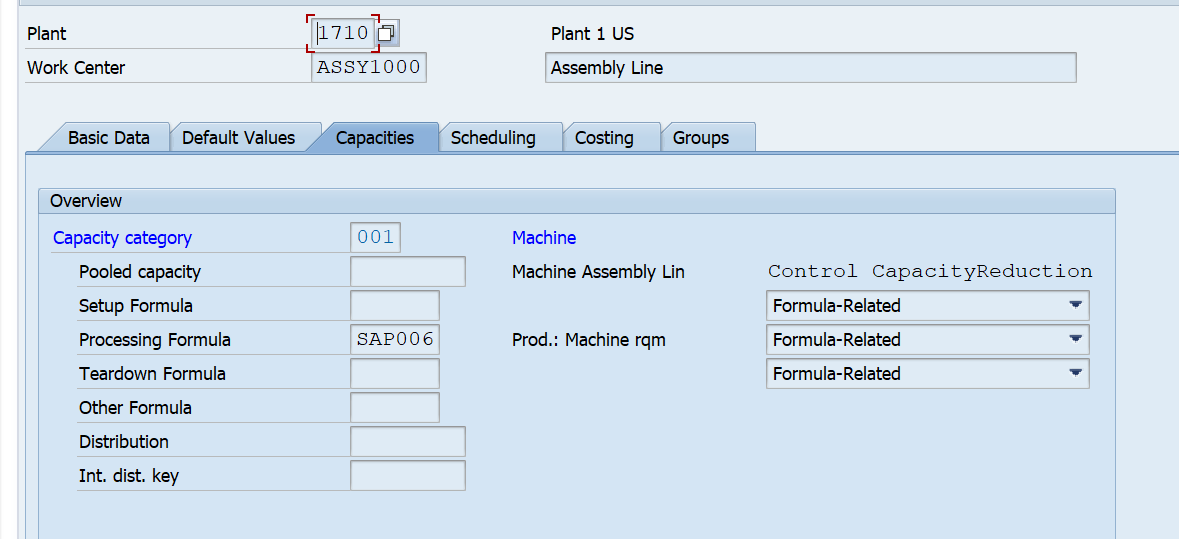 Plant 1710 Plant 1 US
Work Center ASSY1000 Assembly Line
Basic Data Default Values Capacities Scheduling Costing Groups
Overview
Capacity category 001 Machine
Pooled capacity Machine Assembly Lin Control CapacityReduction
Setup Formula Formula-Related
Processing Formula SAP006 Prod.: Machine rqm Formula-Related
Teardown Formula Formula-Related
Other Formula
Distribution
Int. dist. key